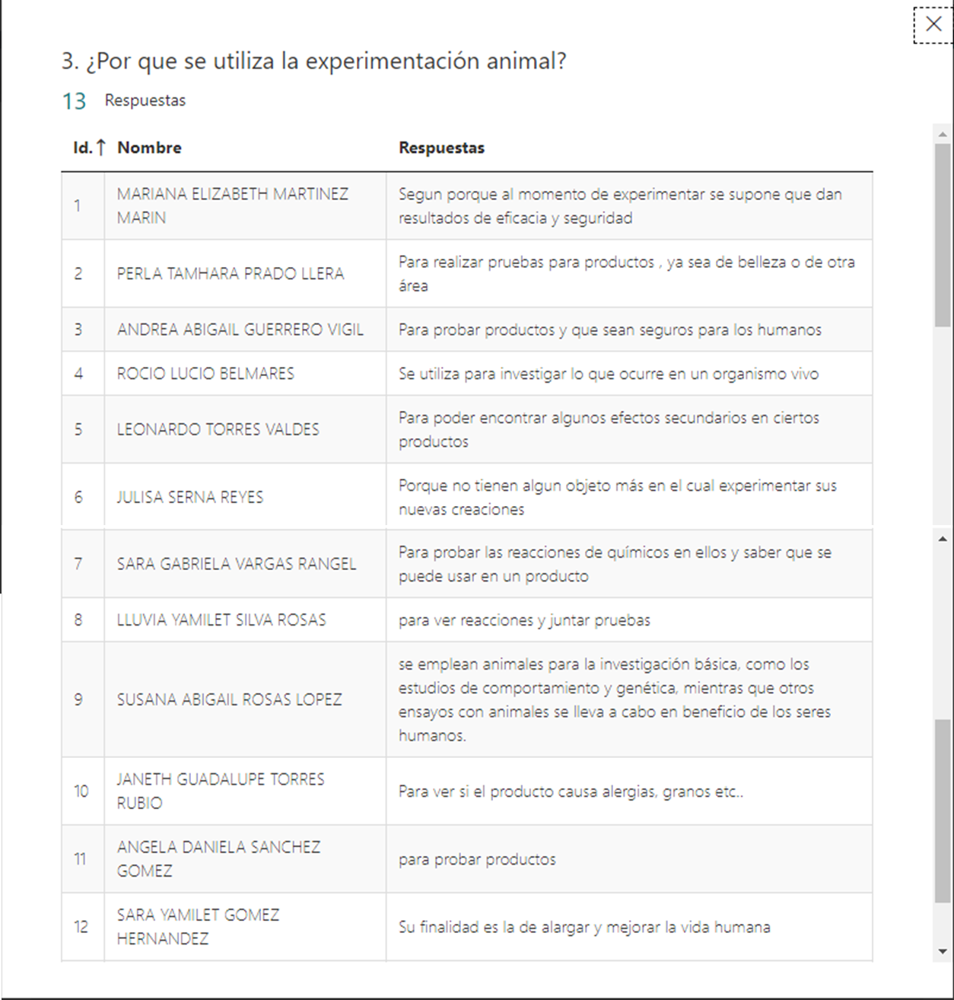 3. ¿Por que se utiliza la experimentación animal?
13 Respuestas
Id.↑ Nombre Respuestas
1 MARIANA ELIZABETH MARTINEZ MARIN Segun porque al momento de experimentar se supone que dan
resultados de eficacia y seguridad
2 PERLA TAMHARA PRADO LLERA Para realizar pruebas para productos , ya sea de belleza o de otra
área
3 ANDREA ABIGAIL GUERRERO VIGIL Para probar productos y que sean seguros para los humanos
4 ROCIO LUCIO BELMARES Se utiliza para investigar lo que ocurre en un organismo vivo
5 LEONARDO TORRES VALDES Para poder encontrar algunos efectos secundarios en ciertos
productos
6 JULISA SERNA REYES Porque no tienen algun objeto más en el cual experimentar sus
nuevas creaciones
7 SARA GABRIELA VARGAS RANGEL Para probar las reacciones de químicos en ellos y saber que se
puede usar en un producto
8 LLUVIA YAMILET SILVA ROSAS para ver reacciones y juntar pruebas
9 SUSANA ABIGAIL ROSAS LOPEZ se emplean animales para la investigación básica, como los
estudios de comportamiento y genética, mientras que otros
ensayos con animales se lleva a cabo en beneficio de los seres
humanos.
10 JANETH GUADALUPE TORRES RUBIO Para ver si el producto causa alergias, granos etc..
11 ANGELA DANIELA SANCHEZ GOMEZ para probar productos
12 SARA YAMILET GOMEZ HERNANDEZ Su finalidad es la de alargar y mejorar la vida humana